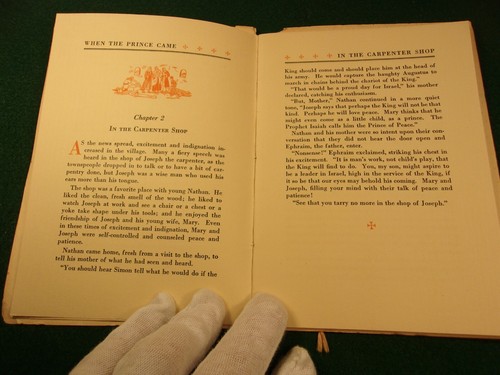 WHEN THE PRINCE CAME
Chapter 2
IN THE CARPENTER SHOP
AS the news spread, excitement and indignation in-
creased in the village. Many a fiery speech was
heard in the shop of Joseph the carpenter, as the
townspeople dropped in to talk or to have a bit of car-
pentry done, but Joseph was a wise man who used his
ears more than his tongue.
The shop was a favorite place with young Nathan. He
liked the clean, fresh smell of the wood; he liked to
watch Joseph at work and see a chair or a chest or a
yoke take shape under his tools; and he enjoyed the
friendship of Joseph and his young wife, Mary. Even
in these times of excitement and indignation, Mary and
Joseph were self-controlled and counseled peace and
patience.
Nathan came home, fresh from a visit to the shop, to
tell his mother of what he had seen and heard.
"You should hear Simon tell what he would do if the
IN THE CARPENTER SHOP
King should come and should place him at the head of
his army. He would capture the haughty Augustus to
march in chains behind the chariot of the King."
"That would be a proud day for Israel," his mother
declared, catching his enthusiasm.
"But, Mother," Nathan continued in a more quiet
tone, "Joseph says that perhaps the King will not be that
kind. Perhaps he will love peace. Mary thinks that he
might even come as a little child, as a prince. The
Prophet Isaiah calls him the Prince of Peace."
Nathan and his mother were so intent upon their con-
versation that they did not hear the door open and
Ephraim, the father, enter.
"Nonsense!" Ephraim exclaimed, striking his chest in
his excitement. "It is man's work, not child's play, that
the King will find to do. You, my son, might aspire to
be a leader in Israel, high in the service of the King, if
it so be that our eyes may behold his coming. Mary and
Joseph, filling your mind with their talk of peace and
patience!
"See that you tarry no more in the shop of Joseph."